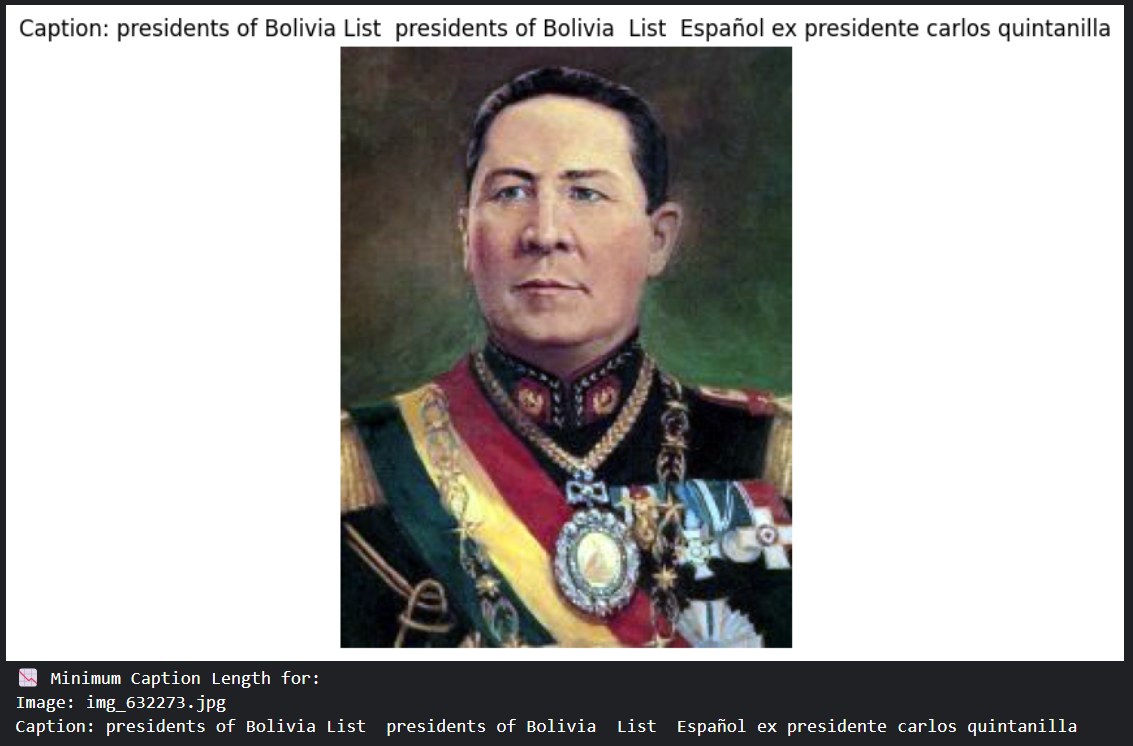 Caption: presidents of Bolivia List  presidents of Bolivia  List  Español ex presidente carlos quintanilla
📉 Minimum Caption Length for:
Image: img_632273.jpg
Caption: presidents of Bolivia List  presidents of Bolivia  List  Español ex presidente carlos quintanilla